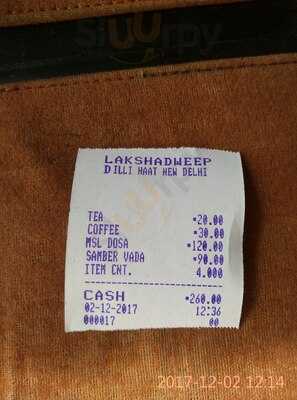 Siuurpy
LAKSHADWEEP
DILLI HAAT NEW DELHI
TEA *20.00
COFFEE *30.00
MSL DOSA *120.00
SAMBER VADA *90.00
ITEM CNT. 4.000
CASH *260.00
02-12-2017 12:36
000017 00
2017-12-02 12:14